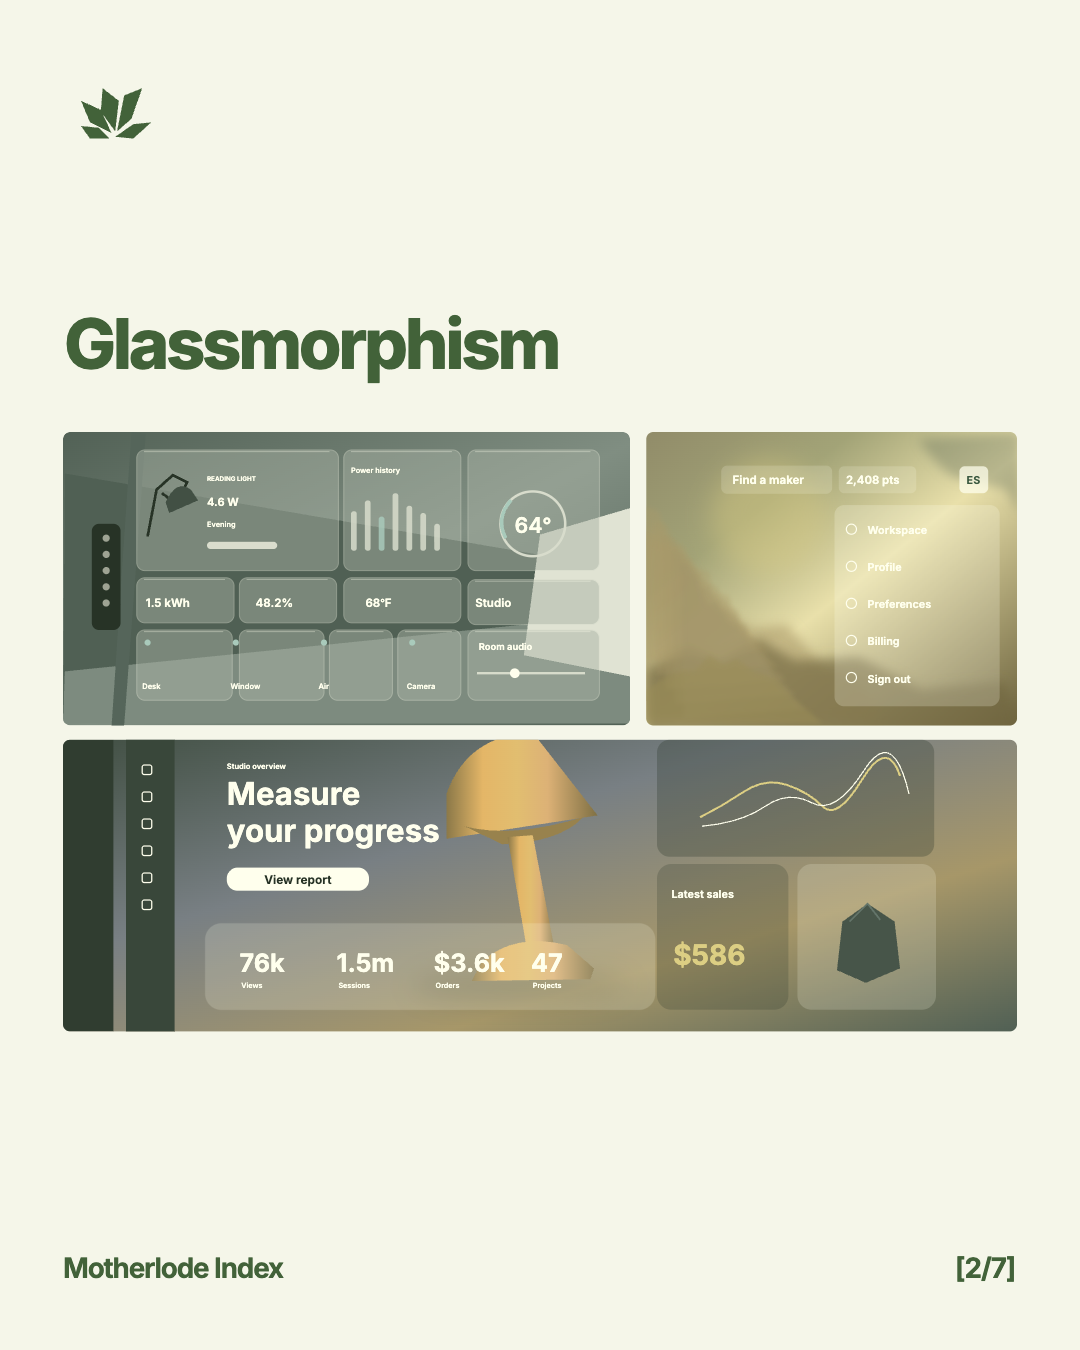 Glassmorphism
READING LIGHT
4.6 W
Evening
Power history
64°
1.5 kWh
48.2%
68°F
Studio
Desk
Window
Air
Camera
Room audio
Find a maker
2,408 pts
ES
Workspace
Profile
Preferences
Billing
Sign out
Studio overview
Measure
your progress
View report
76k
Views
1.5m
Sessions
$3.6k
Orders
47
Projects
Latest sales
$586
Motherlode Index
[2/7]